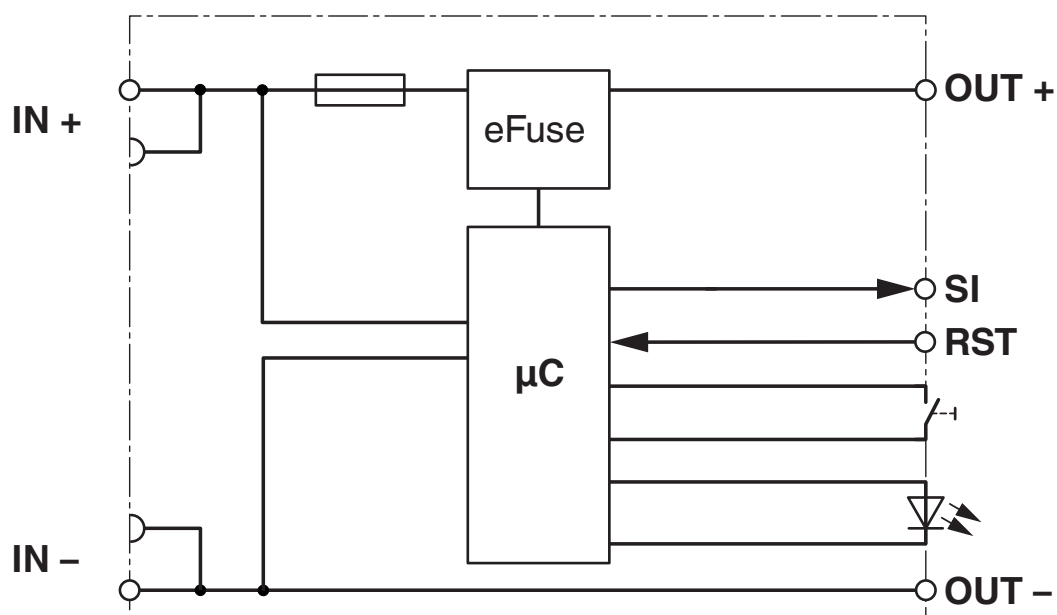 IN +
OUT +
eFuse
SI
RST
µC
IN –
OUT –